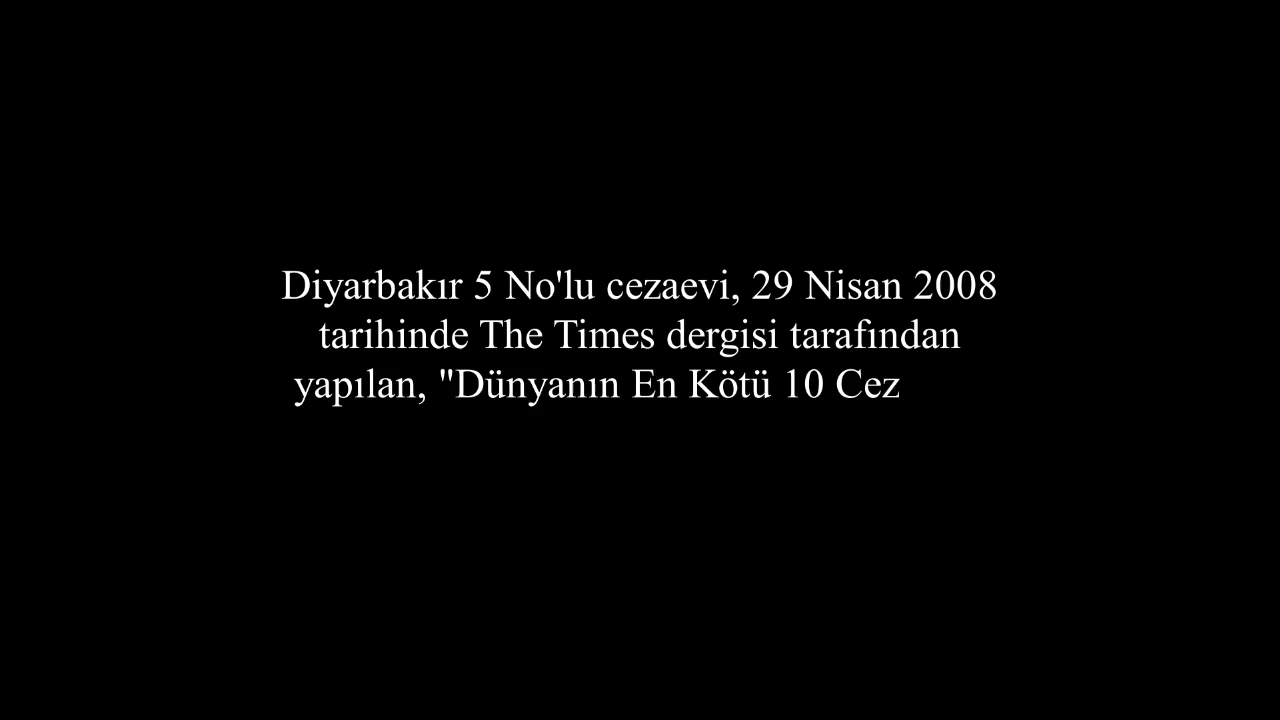 Diyarbakır 5 No'lu cezaevi, 29 Nisan 2008
tarihinde The Times dergisi tarafından
yapılan, "Dünyanın En Kötü 10 Cez